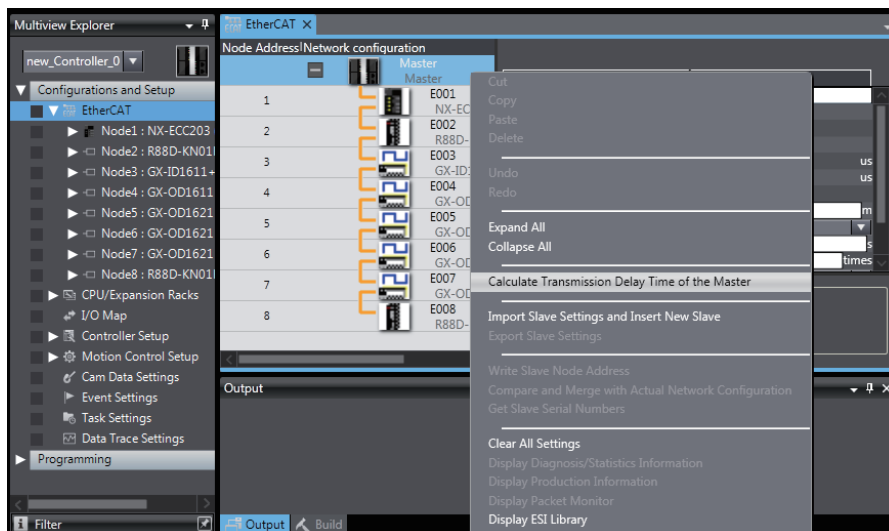 Multiview Explorer
new_Controller_0
Configurations and Setup
EtherCAT
Node1 : NX-ECC203
Node2 : R88D-KN01
Node3 : GX-ID1611+
Node4 : GX-OD1611
Node5 : GX-OD1621
Node6 : GX-OD1621
Node7 : GX-OD1621
Node8 : R88D-KN01
CPU/Expansion Racks
I/O Map
Controller Setup
Motion Control Setup
Cam Data Settings
Event Settings
Task Settings
Data Trace Settings
Programming
Filter
EtherCAT
Node Address Network configuration
Master
Master
1 E001
NX-EC
2 E002
R88D-
3 E003
GX-ID
4 E004
GX-OD
5 E005
GX-OD
6 E006
GX-OD
7 E007
GX-OD
8 E008
R88D-
Cut
Copy
Paste
Delete
Undo
Redo
Expand All
Collapse All
Calculate Transmission Delay Time of the Master
Import Slave Settings and Insert New Slave
Export Slave Settings
Write Slave Node Address
Compare and Merge with Actual Network Configuration
Get Slave Serial Numbers
Clear All Settings
Display Diagnosis/Statistics Information
Display Production Information
Display Packet Monitor
Display ESI Library
us
us
m
s
times
Output
Output Build